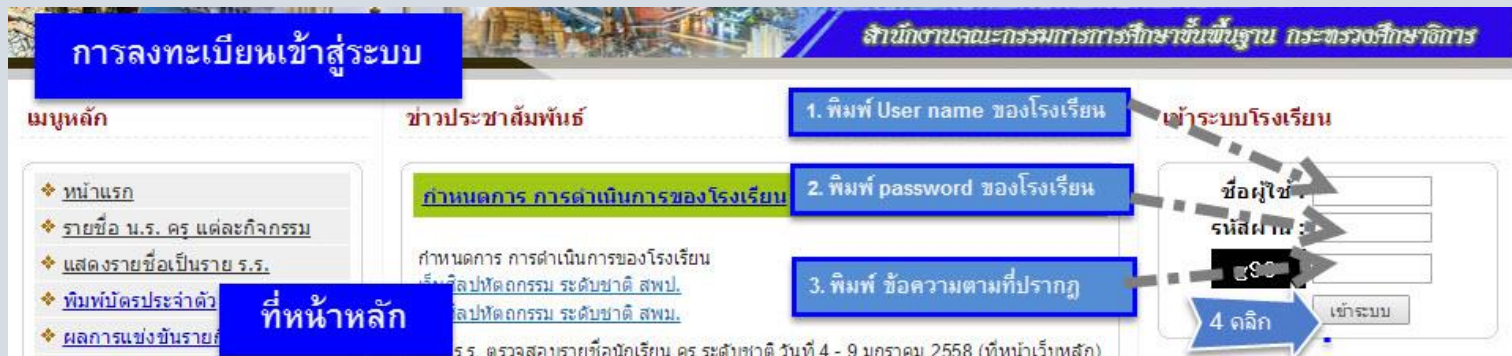 สำนักงานคณะกรรมการการศึกษาขั้นพื้นฐาน กระทรวงศึกษาธิการ
การลงทะเบียนเข้าสู่ระบบ
เมนูหลัก
หน้าแรก
รายชื่อ น.ร. ครู แต่ละกิจกรรม
แสดงรายชื่อเป็นราย ร.ร.
พิมพ์บัตรประจำตัว
ผลการแข่งขันราย
ที่หน้าหลัก
ข่าวประชาสัมพันธ์
กำหนดการ การดำเนินการของโรงเรียน
กำหนดการ การดำเนินการของโรงเรียน
ศิลปหัตถกรรม ระดับชาติ สพป.
ศิลปหัตถกรรม ระดับชาติ สพม.
ตรวจสอบรายชื่อนักเรียน ครู ระดับชาติ วันที่ 4 - 9 มกราคม 2558 (ที่หน้าเว็บหลัก)
1. พิมพ์ User name ของโรงเรียน
2. พิมพ์ password ของโรงเรียน
3. พิมพ์ ข้อความตามที่ปรากฏ
เข้าระบบโรงเรียน
ชื่อผู้ใช้ :
รหัสผ่าน :
4 คลิก
เข้าระบบ